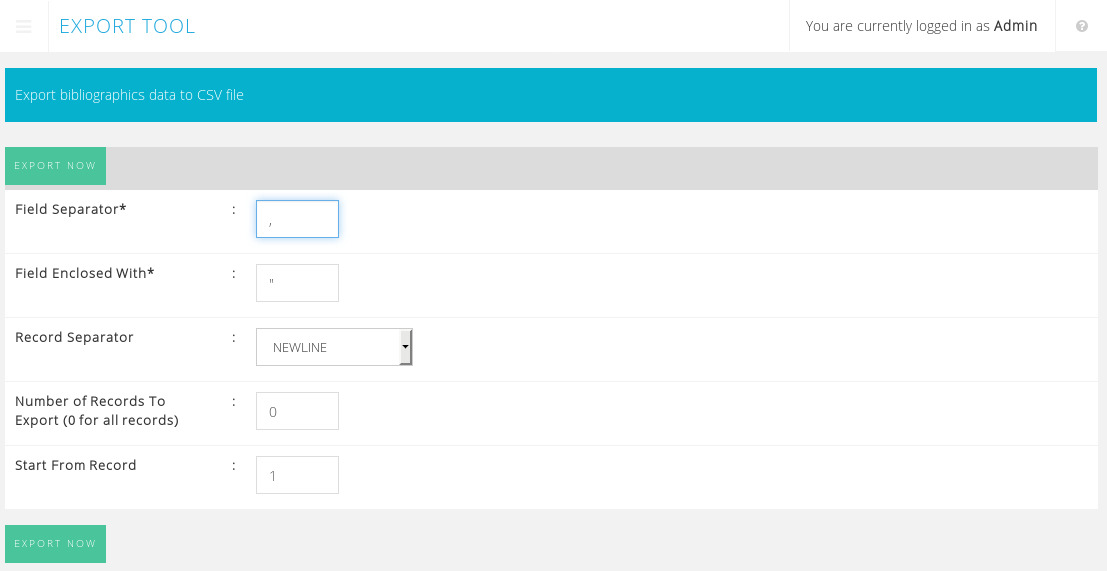 EXPORT TOOL
You are currently logged in as Admin
Export bibliographics data to CSV file
EXPORT NOW
Field Separator* : ,
Field Enclosed With* : "
Record Separator : NEWLINE
Number of Records To
Export (0 for all records) : 0
Start From Record : 1
EXPORT NOW